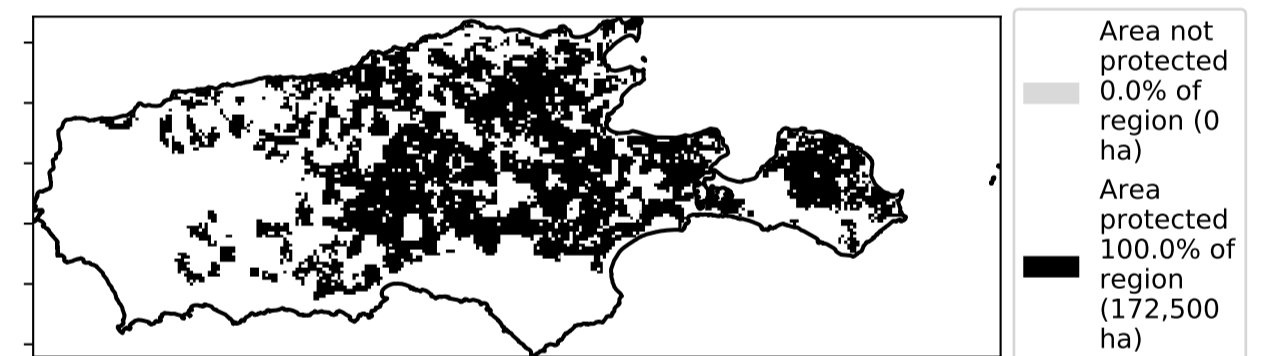 Area not
protected
0.0% of
region (0
ha)
Area
protected
100.0% of
region
(172,500
ha)